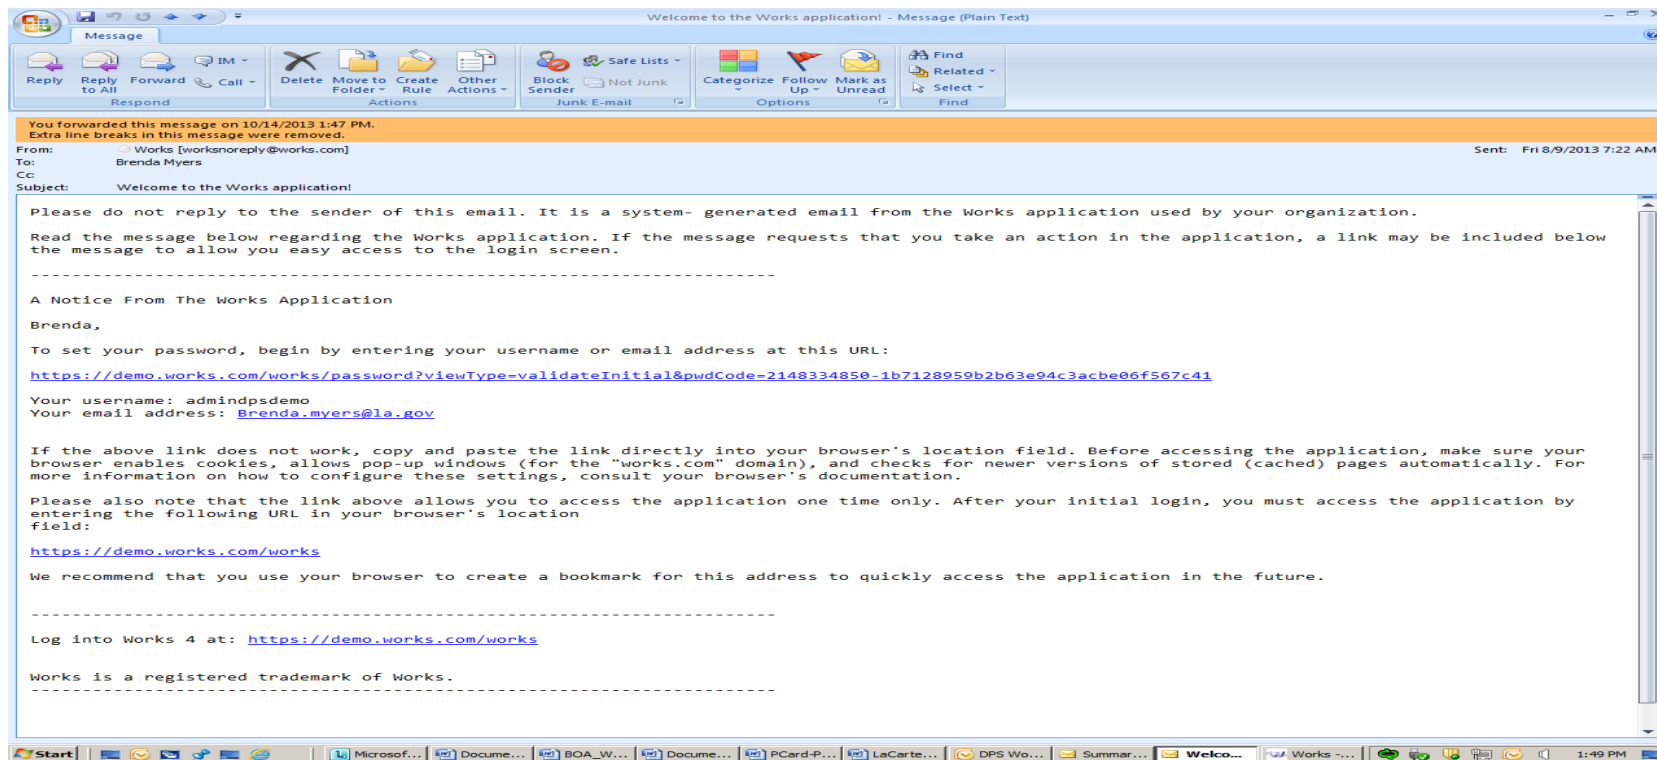 Welcome to the Works application! - Message (Plain Text)
Message
Reply
Reply to All
Forward
IM
Call
Respond
Delete
Move to Folder
Create Rule
Other Actions
Actions
Block Sender
Safe Lists
Not Junk
Junk E-mail
Categorize
Follow Up
Mark as Unread
Options
Find
Related
Select
Find
You forwarded this message on 10/14/2013 1:47 PM.
Extra line breaks in this message were removed.
From: Works [worksnoreply@works.com]
Sent: Fri 8/9/2013 7:22 AM
To: Brenda Myers
Cc:
Subject: Welcome to the Works application!
Please do not reply to the sender of this email. It is a system- generated email from the Works application used by your organization.
Read the message below regarding the Works application. If the message requests that you take an action in the application, a link may be included below
the message to allow you easy access to the login screen.
------------------------------------------------------------------------
A Notice From The Works Application
Brenda,
To set your password, begin by entering your username or email address at this URL:
https://demo.works.com/works/password?viewType=validateInitial&pwdCode=2148334850-1b7128959b2b63e94c3acbe06f567c41
Your username: admindpsdemo
Your email address: Brenda.myers@la.gov
If the above link does not work, copy and paste the link directly into your browser's location field. Before accessing the application, make sure your
browser enables cookies, allows pop-up windows (for the "works.com" domain), and checks for newer versions of stored (cached) pages automatically. For
more information on how to configure these settings, consult your browser's documentation.
Please also note that the link above allows you to access the application one time only. After your initial login, you must access the application by
entering the following URL in your browser's location
field:
https://demo.works.com/works
We recommend that you use your browser to create a bookmark for this address to quickly access the application in the future.
------------------------------------------------------------------------
Log into Works 4 at: https://demo.works.com/works
Works is a registered trademark of Works.
------------------------------------------------------------------------
Start
Microsof...
Docume...
BOA_W...
Docume...
PCard-P...
LaCarte...
DPS Wo...
Summar...
Welco...
Works -...
1:49 PM